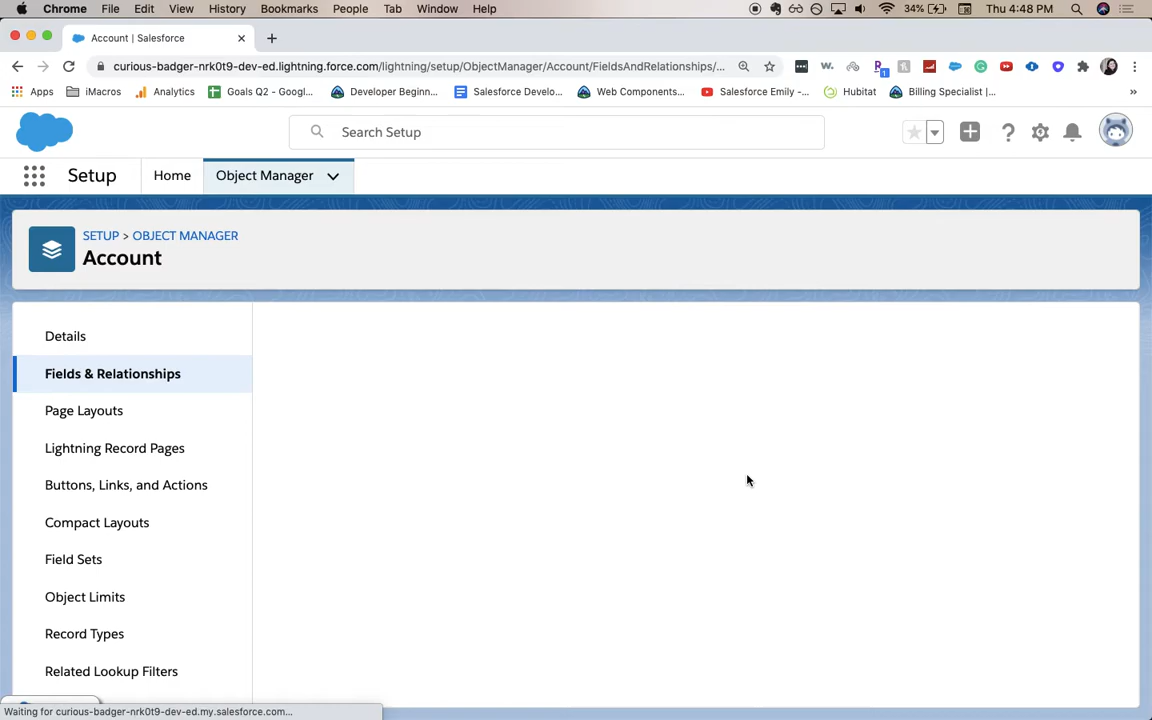 Chrome File Edit View History Bookmarks People Tab Window Help 34% Thu 4:48 PM
Account | Salesforce
curious-badger-nrk0t9-dev-ed.lightning.force.com/lightning/setup/ObjectManager/Account/FieldsAndRelationships/...
Apps iMacros Analytics Goals Q2 - Googl... Developer Beginn... Salesforce Develo... Web Components... Salesforce Emily -... Hubitat Billing Specialist |... »
Search Setup
Setup Home Object Manager
SETUP > OBJECT MANAGER
Account
Details
Fields & Relationships
Page Layouts
Lightning Record Pages
Buttons, Links, and Actions
Compact Layouts
Field Sets
Object Limits
Record Types
Related Lookup Filters
Waiting for curious-badger-nrk0t9-dev-ed.my.salesforce.com...